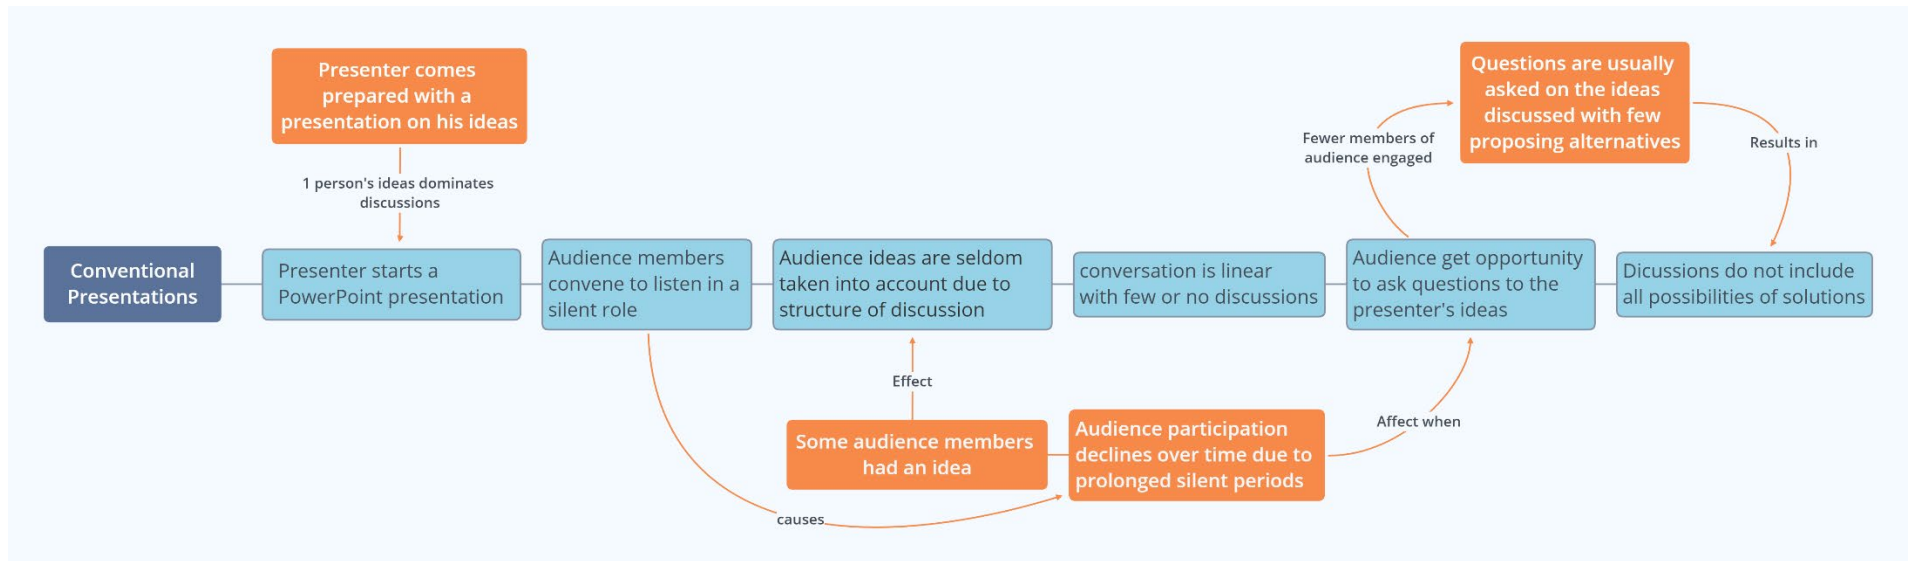 Presenter comes
prepared with a
presentation on his ideas
1 person's ideas dominates
discussions
Conventional
Presentations
Presenter starts a
PowerPoint presentation
Audience members
convene to listen in a
silent role
Audience ideas are seldom
taken into account due to
structure of discussion
conversation is linear
with few or no discussions
Audience get opportunity
to ask questions to the
presenter's ideas
Dicussions do not include
all possibilities of solutions
Fewer members of
audience engaged
Questions are usually
asked on the ideas
discussed with few
proposing alternatives
Results in
Effect
Some audience members
had an idea
Audience participation
declines over time due to
prolonged silent periods
Affect when
causes